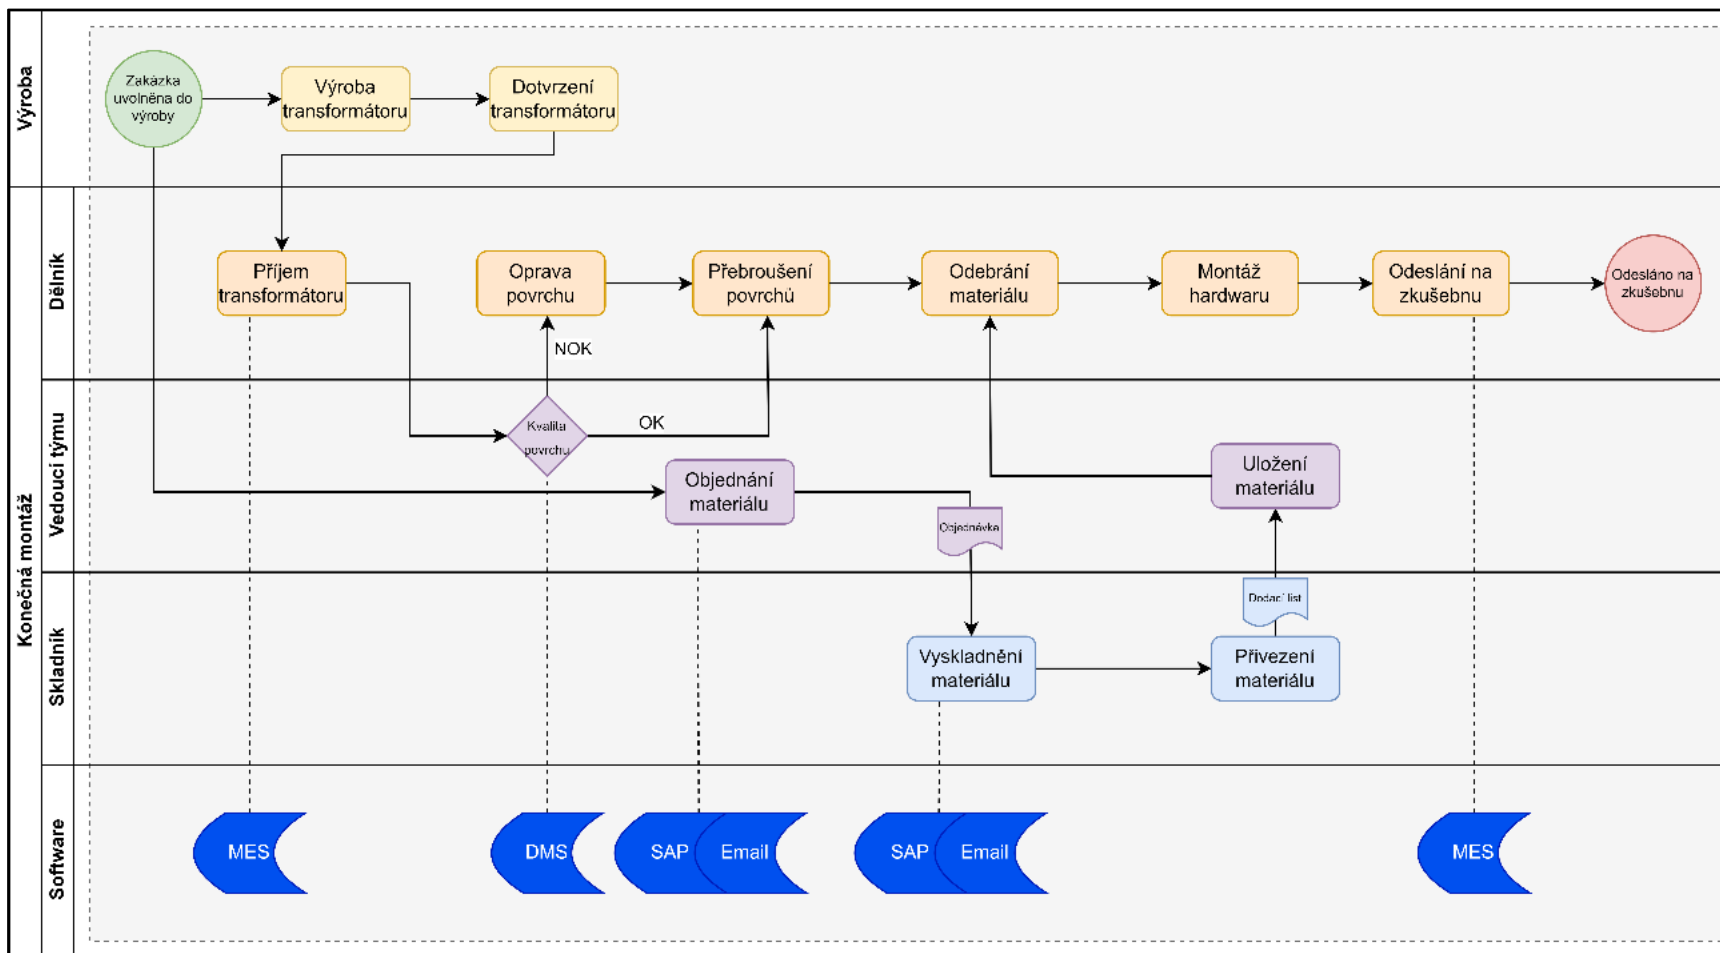 Výroba
Zakázka
uvolněna do
výroby
Výroba
transformátoru
Dotvrzení
transformátoru
Konečná montáž
Dělník
Příjem
transformátoru
Oprava
povrchu
Přebroušení
povrchů
Odebrání
materiálu
Montáž
hardwaru
Odeslání na
zkušebnu
Odesláno na
zkušebnu
NOK
Vedoucí týmu
Kvalita
povrchu
OK
Objednání
materiálu
Objednávka
Uložení
materiálu
Skladník
Dodací list
Vyskladnění
materiálu
Přivezení
materiálu
Software
MES
DMS
SAP
Email
SAP
Email
MES